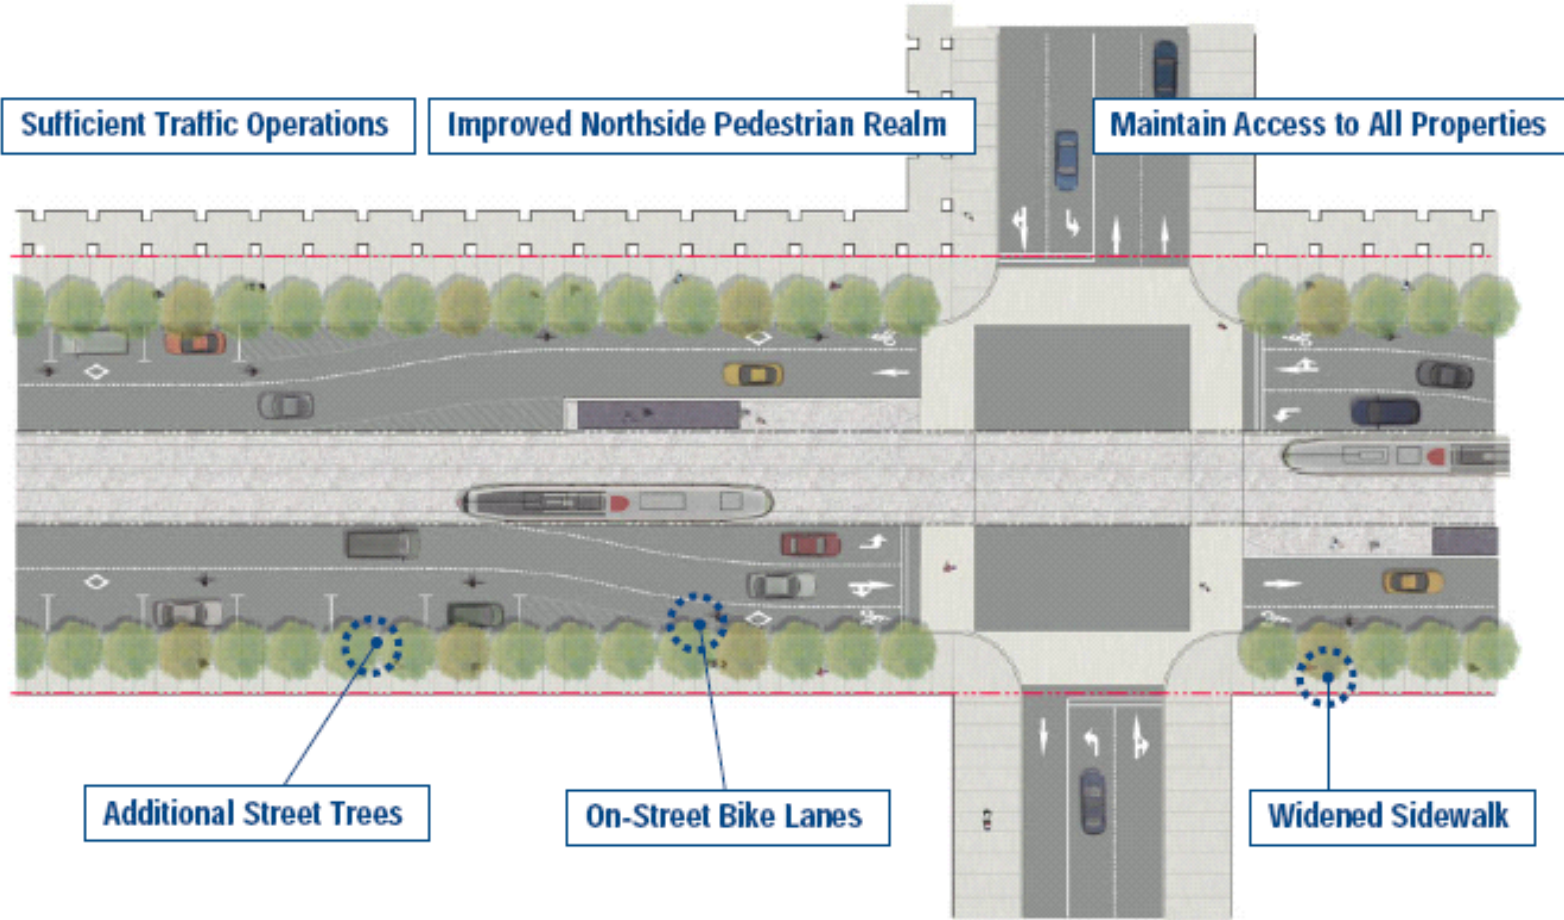 Sufficient Traffic Operations
Improved Northside Pedestrian Realm
Maintain Access to All Properties
Additional Street Trees
On-Street Bike Lanes
Widened Sidewalk